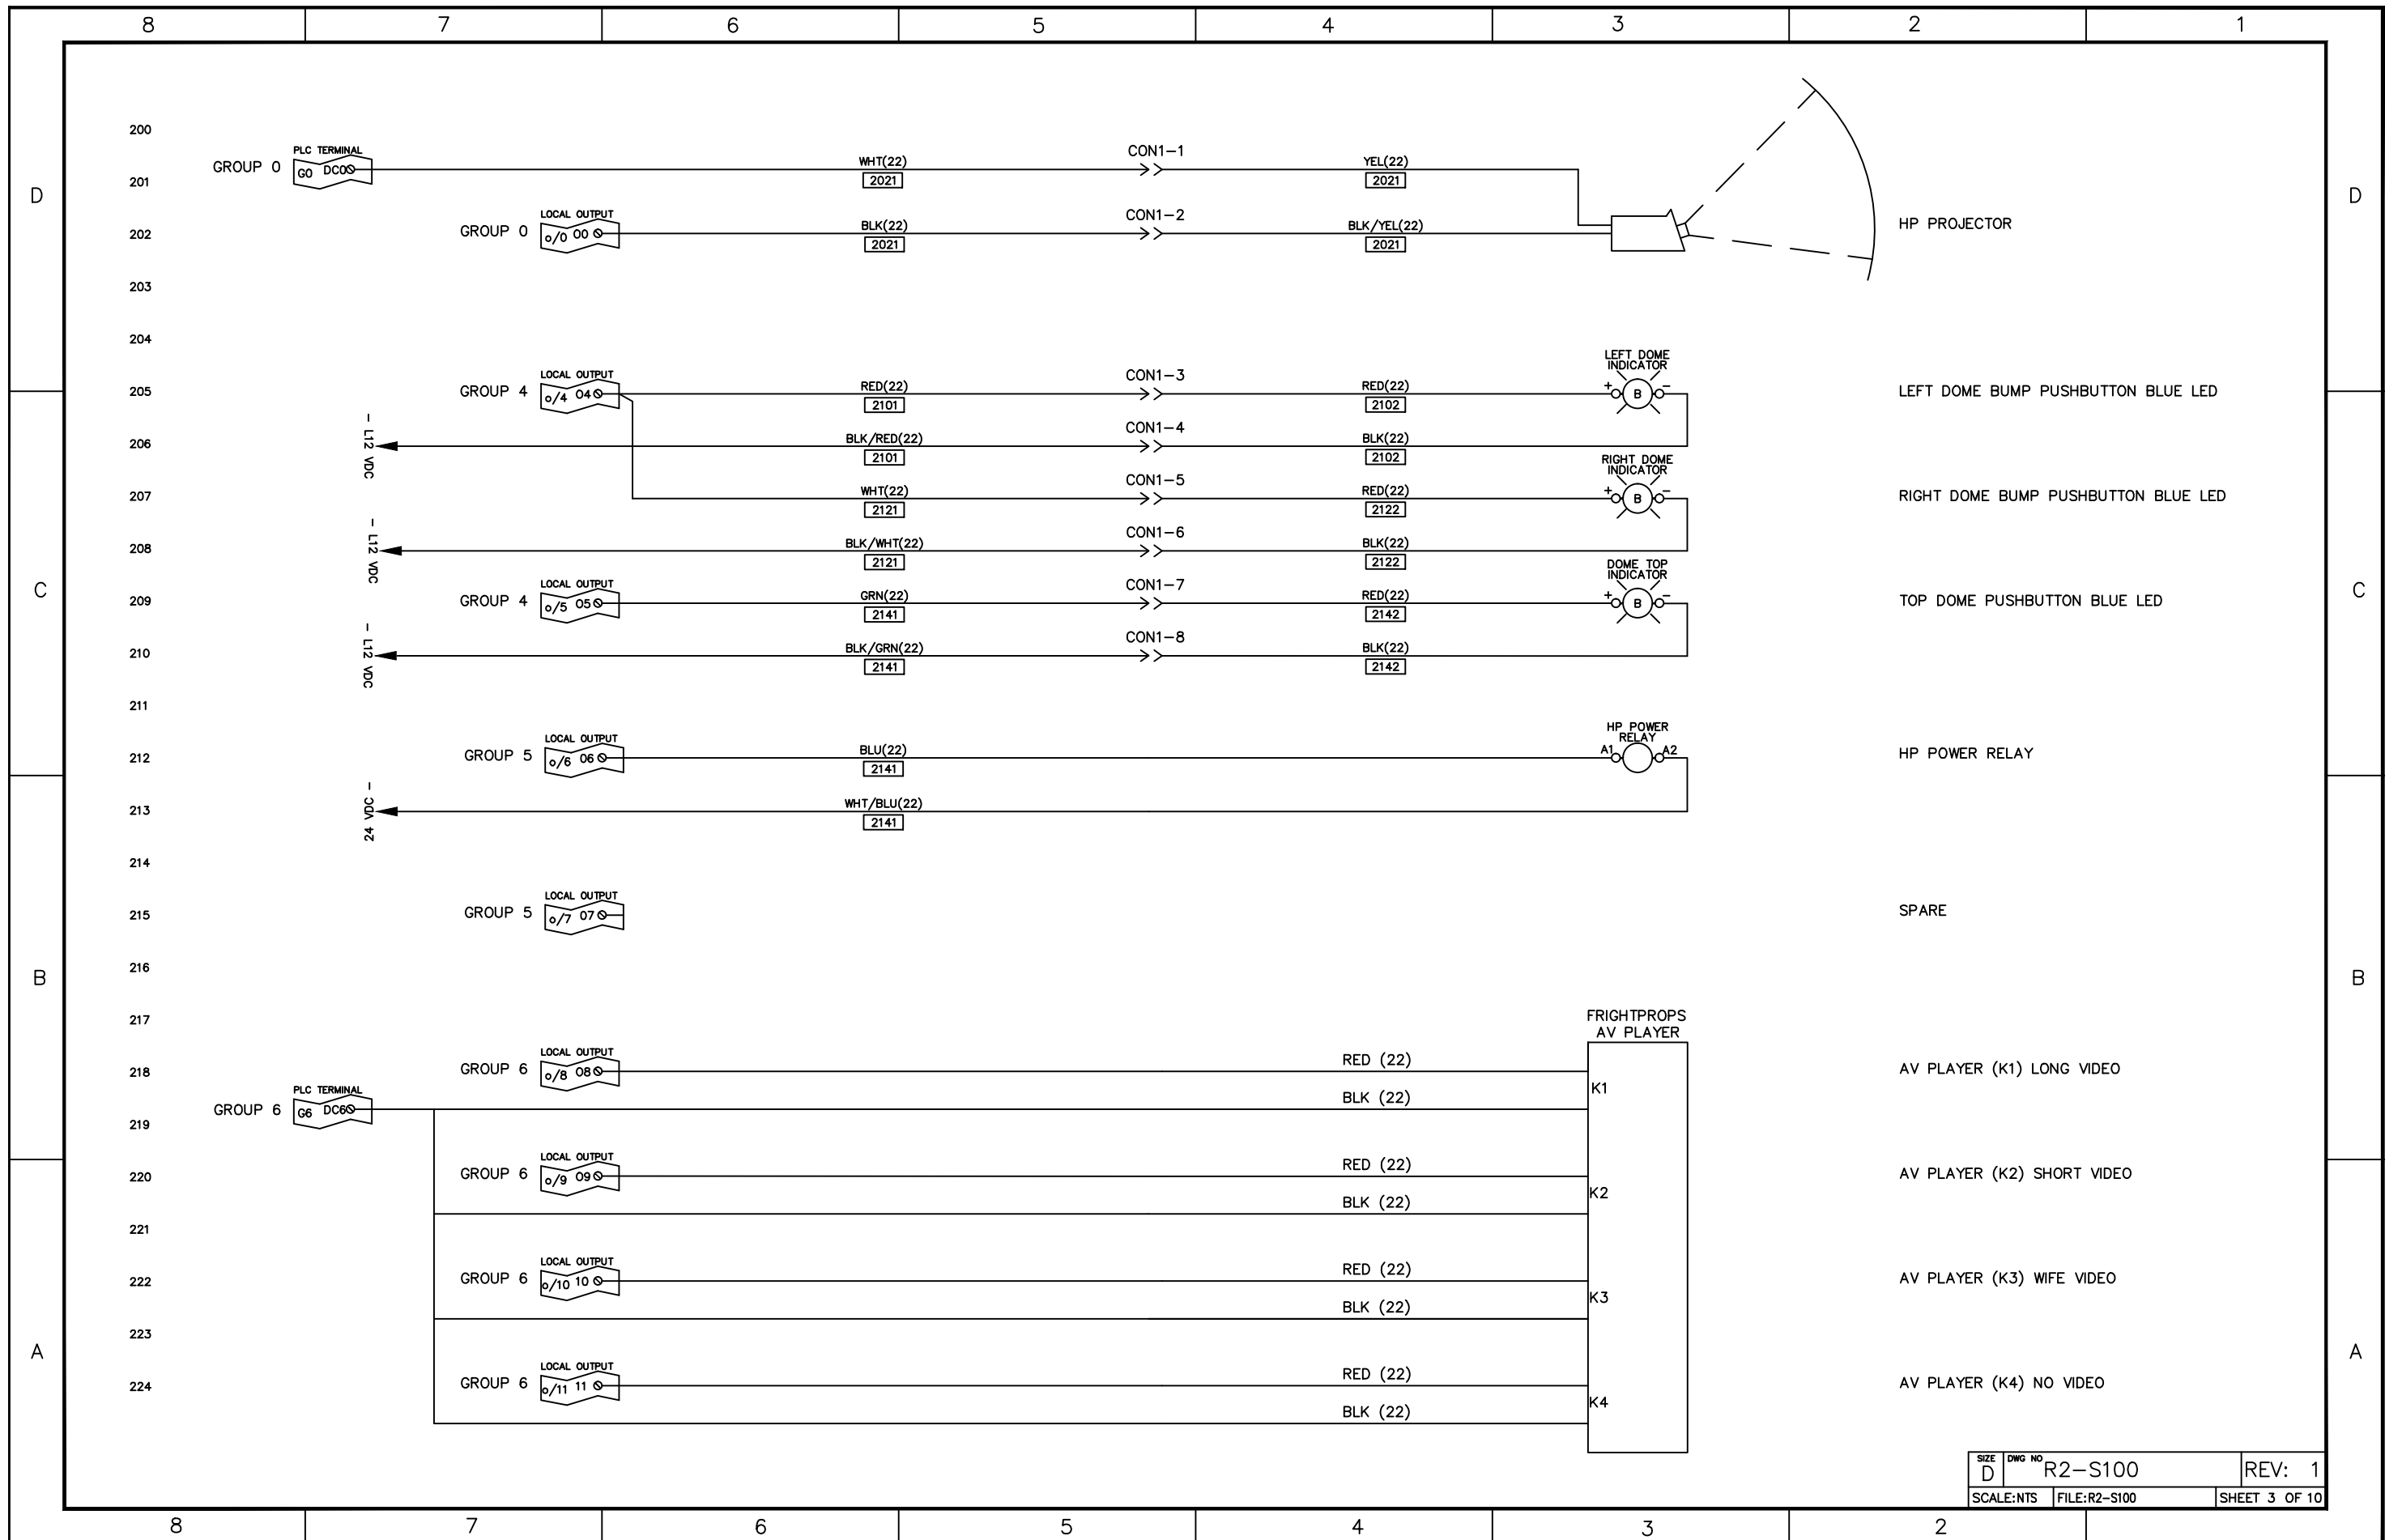 8 7 6 5 4 3 2 1
D
D
C
C
B
B
A
A
200
PLC TERMINAL
GROUP 0 G0 DC0 WHT(22) CON1-1 YEL(22)
201 2021 2021
LOCAL OUTPUT
202 GROUP 0 o/0 00 BLK(22) CON1-2 BLK/YEL(22) HP PROJECTOR
2021 2021
203
204
LOCAL OUTPUT LEFT DOME
INDICATOR
205 GROUP 4 o/4 04 RED(22) CON1-3 RED(22) + B - LEFT DOME BUMP PUSHBUTTON BLUE LED
2101 2102
206 - L12 VDC BLK/RED(22) CON1-4 BLK(22)
2101 2102
RIGHT DOME
INDICATOR
207 WHT(22) CON1-5 RED(22) + B - RIGHT DOME BUMP PUSHBUTTON BLUE LED
2121 2122
208 - L12 VDC BLK/WHT(22) CON1-6 BLK(22)
2121 2122
LOCAL OUTPUT DOME TOP
INDICATOR
209 GROUP 4 o/5 05 GRN(22) CON1-7 RED(22) + B - TOP DOME PUSHBUTTON BLUE LED
2141 2142
210 - L12 VDC BLK/GRN(22) CON1-8 BLK(22)
2141 2142
211
LOCAL OUTPUT HP POWER
RELAY
212 GROUP 5 o/6 06 BLU(22) A1 A2 HP POWER RELAY
2141
213 24 VDC - WHT/BLU(22)
2141
214
LOCAL OUTPUT
215 GROUP 5 o/7 07 SPARE
216
217 FRIGHTPROPS
AV PLAYER
LOCAL OUTPUT
218 GROUP 6 o/8 08 RED (22) AV PLAYER (K1) LONG VIDEO
K1
PLC TERMINAL
GROUP 6 G6 DC6 BLK (22)
219
LOCAL OUTPUT
220 GROUP 6 o/9 09 RED (22) AV PLAYER (K2) SHORT VIDEO
K2
BLK (22)
221
LOCAL OUTPUT
222 GROUP 6 o/10 10 RED (22) AV PLAYER (K3) WIFE VIDEO
K3
BLK (22)
223
LOCAL OUTPUT
224 GROUP 6 o/11 11 RED (22) AV PLAYER (K4) NO VIDEO
K4
BLK (22)
SIZE DWG NO
D R2-S100 REV: 1
SCALE:NTS FILE:R2-S100 SHEET 3 OF 10
8 7 6 5 4 3 2